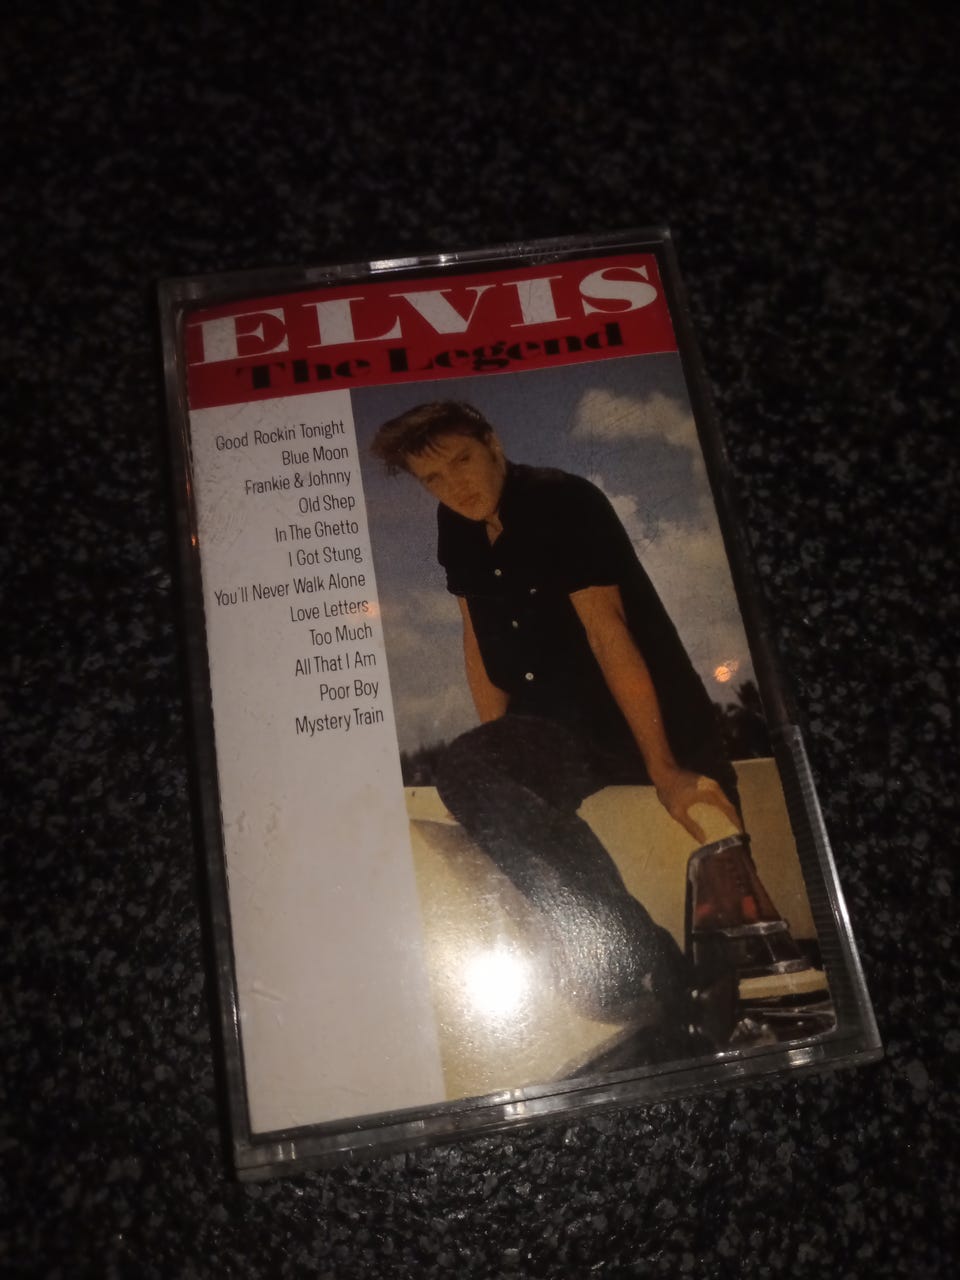 ELVIS
The Legend
Good Rockin' Tonight
Blue Moon
Frankie & Johnny
Old Shep
In The Ghetto
I Got Stung
You'll Never Walk Alone
Love Letters
Too Much
All That I Am
Poor Boy
Mystery Train